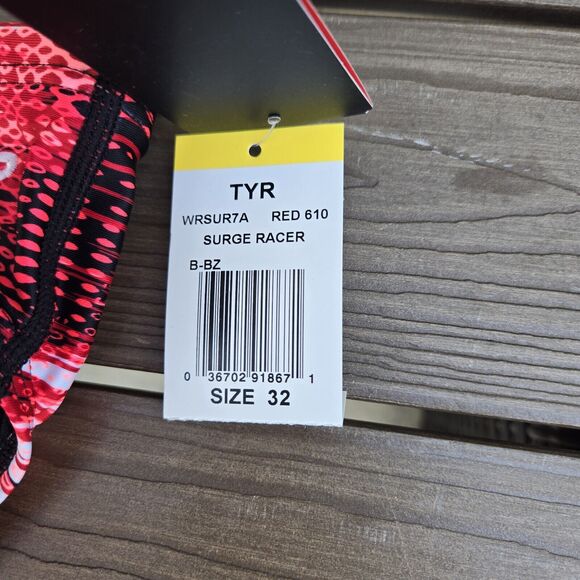 TYR
WRSUR7A RED 610
SURGE RACER
B-BZ
0 36702 91867 1
SIZE 32